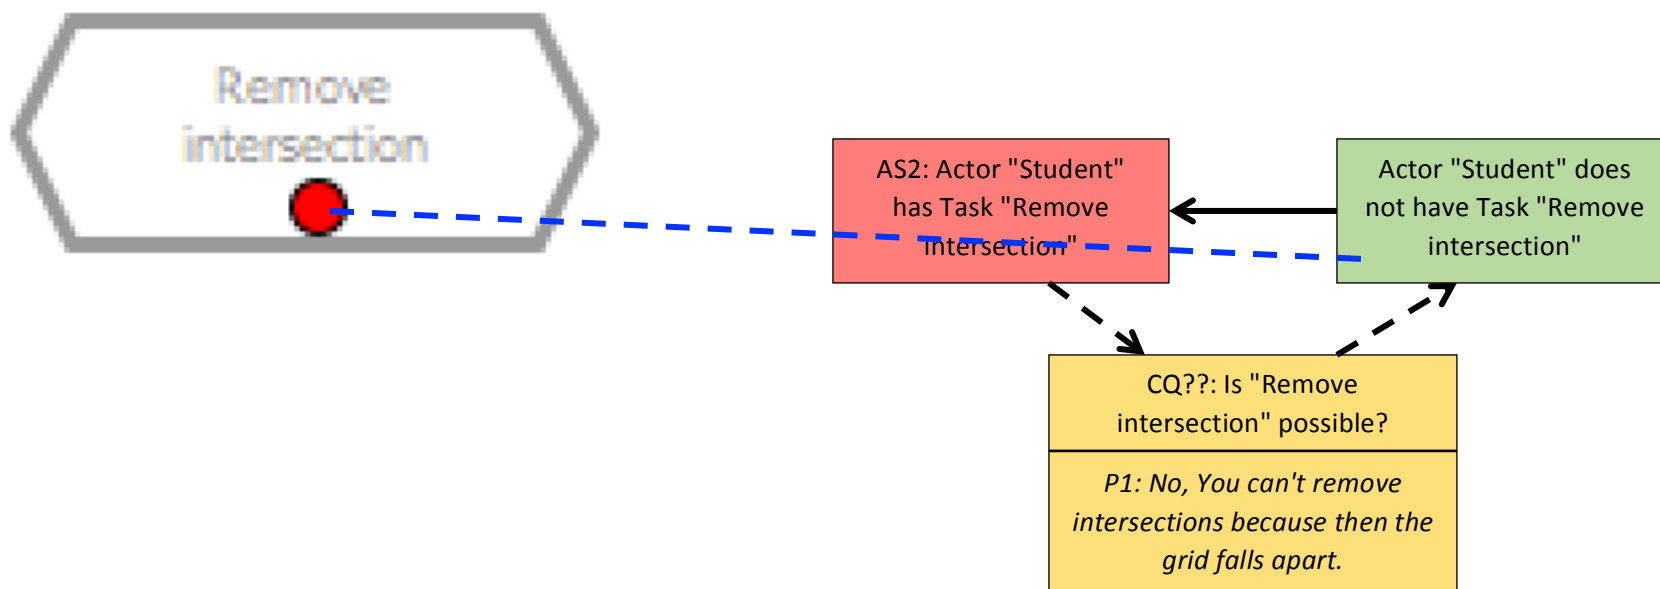 Remove
intersection
AS2: Actor "Student"
has Task "Remove
intersection"
Actor "Student" does
not have Task "Remove
intersection"
CQ??: Is "Remove
intersection" possible?
P1: No, You can't remove
intersections because then the
grid falls apart.